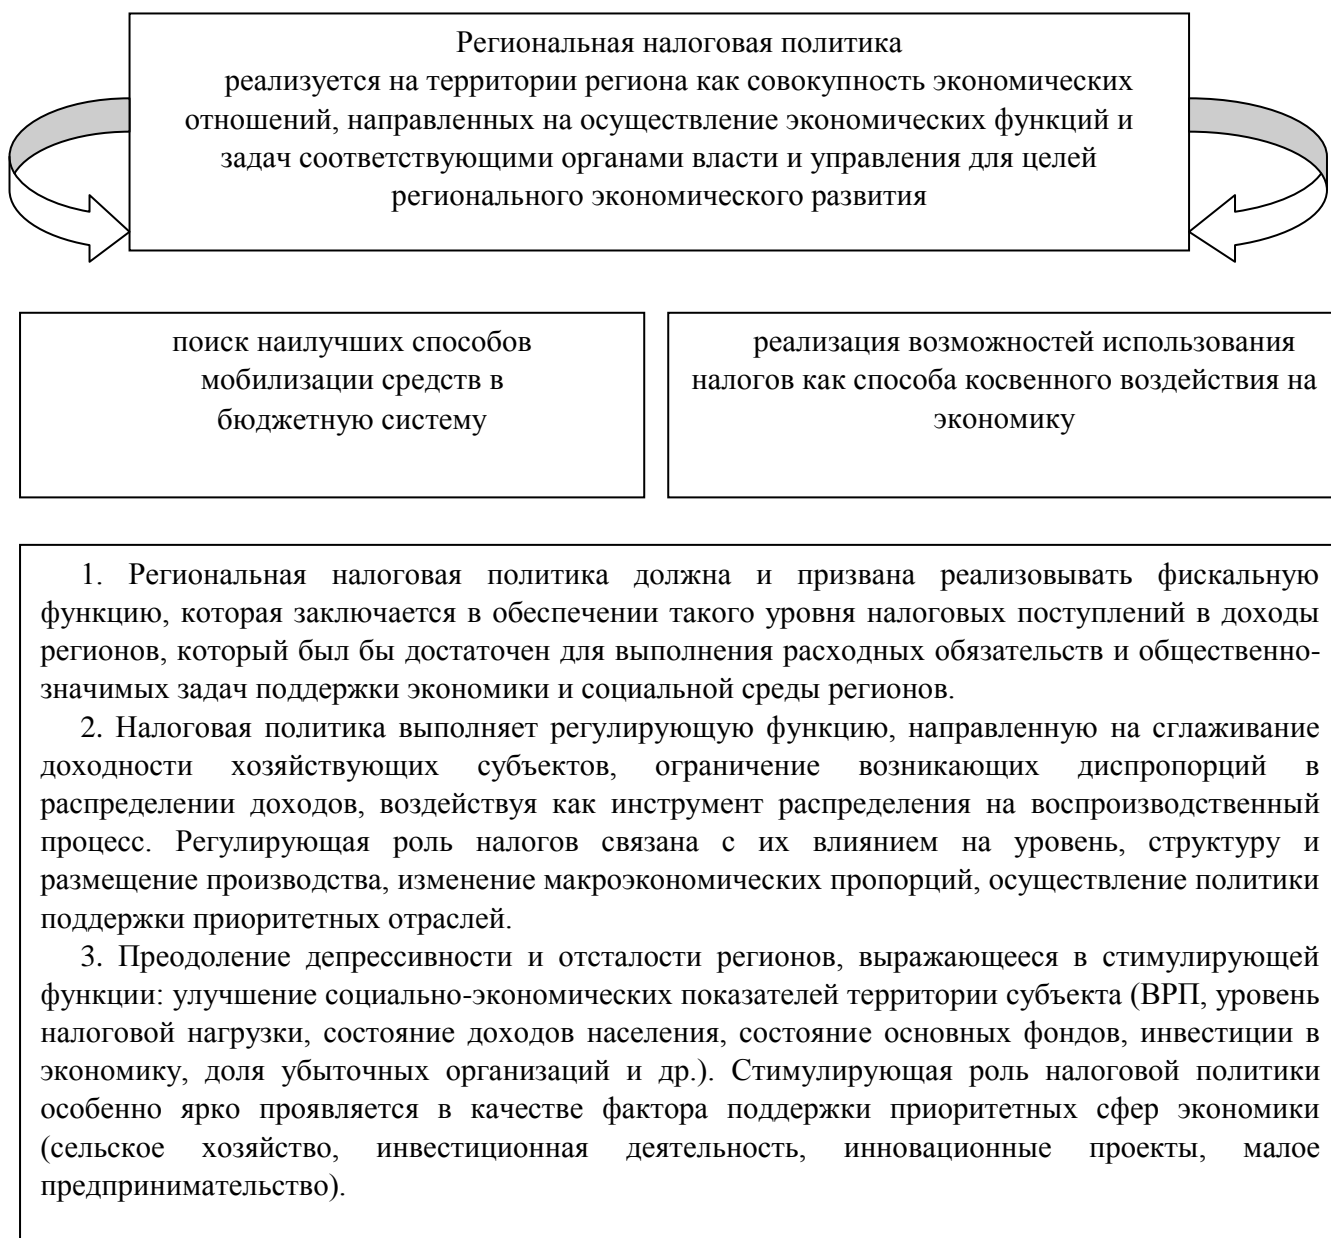 Региональная налоговая политика
реализуется на территории региона как совокупность экономических
отношений, направленных на осуществление экономических функций и
задач соответствующими органами власти и управления для целей
регионального экономического развития
поиск наилучших способов
мобилизации средств в
бюджетную систему
реализация возможностей использования
налогов как способа косвенного воздействия на
экономику
1. Региональная налоговая политика должна и призвана реализовывать фискальную
функцию, которая заключается в обеспечении такого уровня налоговых поступлений в доходы
регионов, который был бы достаточен для выполнения расходных обязательств и общественно-
значимых задач поддержки экономики и социальной среды регионов.
2. Налоговая политика выполняет регулирующую функцию, направленную на сглаживание
доходности хозяйствующих субъектов, ограничение возникающих диспропорций в
распределении доходов, воздействуя как инструмент распределения на воспроизводственный
процесс. Регулирующая роль налогов связана с их влиянием на уровень, структуру и
размещение производства, изменение макроэкономических пропорций, осуществление политики
поддержки приоритетных отраслей.
3. Преодоление депрессивности и отсталости регионов, выражающееся в стимулирующей
функции: улучшение социально-экономических показателей территории субъекта (ВРП, уровень
налоговой нагрузки, состояние доходов населения, состояние основных фондов, инвестиции в
экономику, доля убыточных организаций и др.). Стимулирующая роль налоговой политики
особенно ярко проявляется в качестве фактора поддержки приоритетных сфер экономики
(сельское хозяйство, инвестиционная деятельность, инновационные проекты, малое
предпринимательство).